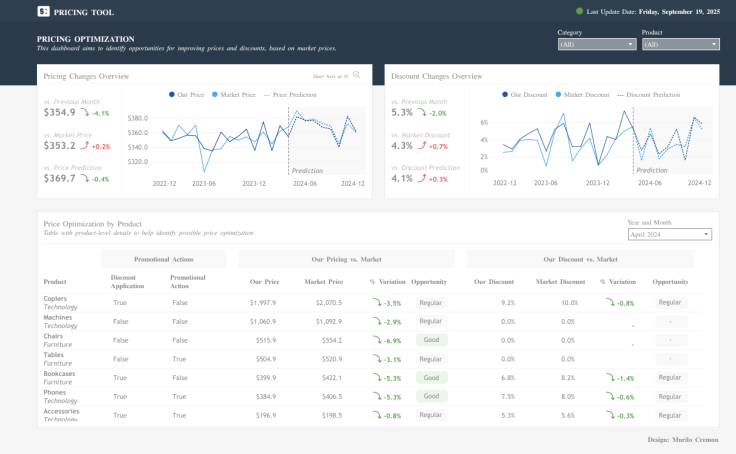 S: PRICING TOOL
Last Update Date: Friday, September 19, 2025
PRICING OPTIMIZATION
This dashboard aims to identify opportunities for improving prices and discounts, based on market prices.
Category
(All)
Product
(All)
Pricing Changes Overview
Start Axis at 0:
Our Price Market Price Price Prediction
vs. Previous Month
$354.9 -4.1%
vs. Market Price
$353.2 +0.2%
vs. Price Prediction
$369.7 -0.4%
$380.0
$360.0
$340.0
$320.0
Prediction
2022-12 2023-06 2024-06 2024-12
Discount Changes Overview
Our Discount Market Discount Discount Prediction
vs. Previous Month
5.3% -2.0%
vs. Market Discount
4.3% +0.7%
vs. Discount Prediction
4.1% +0.3%
6%
4%
2%
0%
Prediction
2022-12 2023-06 2024-06 2024-12
Price Optimization by Product
Table with product-level details to help identify possible price optimization
Year and Month
April 2024
Promotional Actions Our Pricing vs. Market Our Discount vs. Market
Product Discount Application Promotional Action Our Price Market Price % Variation Opportunity Our Discount Market Discount % Variation Opportunity
Copiers
Technology True False $1,997.9 $2,070.5 -3.5% Regular 9.2% 10.0% -0.8% Regular
Machines
Technology False False $1,060.9 $1,092.9 -2.9% Regular 0.0% 0.0% - -
Chairs
Furniture False False $515.9 $554.2 -6.9% Good 0.0% 0.0% - -
Tables
Furniture False True $504.9 $520.9 -3.1% Regular 0.0% 0.0% - -
Bookcases
Furniture True False $399.9 $422.1 -5.3% Good 6.8% 8.2% -1.4% Regular
Phones
Technology True True $384.9 $406.5 -5.3% Good 7.5% 8.0% -0.6% Regular
Accessories
Technology True True $196.9 $198.5 -0.8% Regular 5.3% 5.6% -0.3% Regular
Design: Murilo Cremon